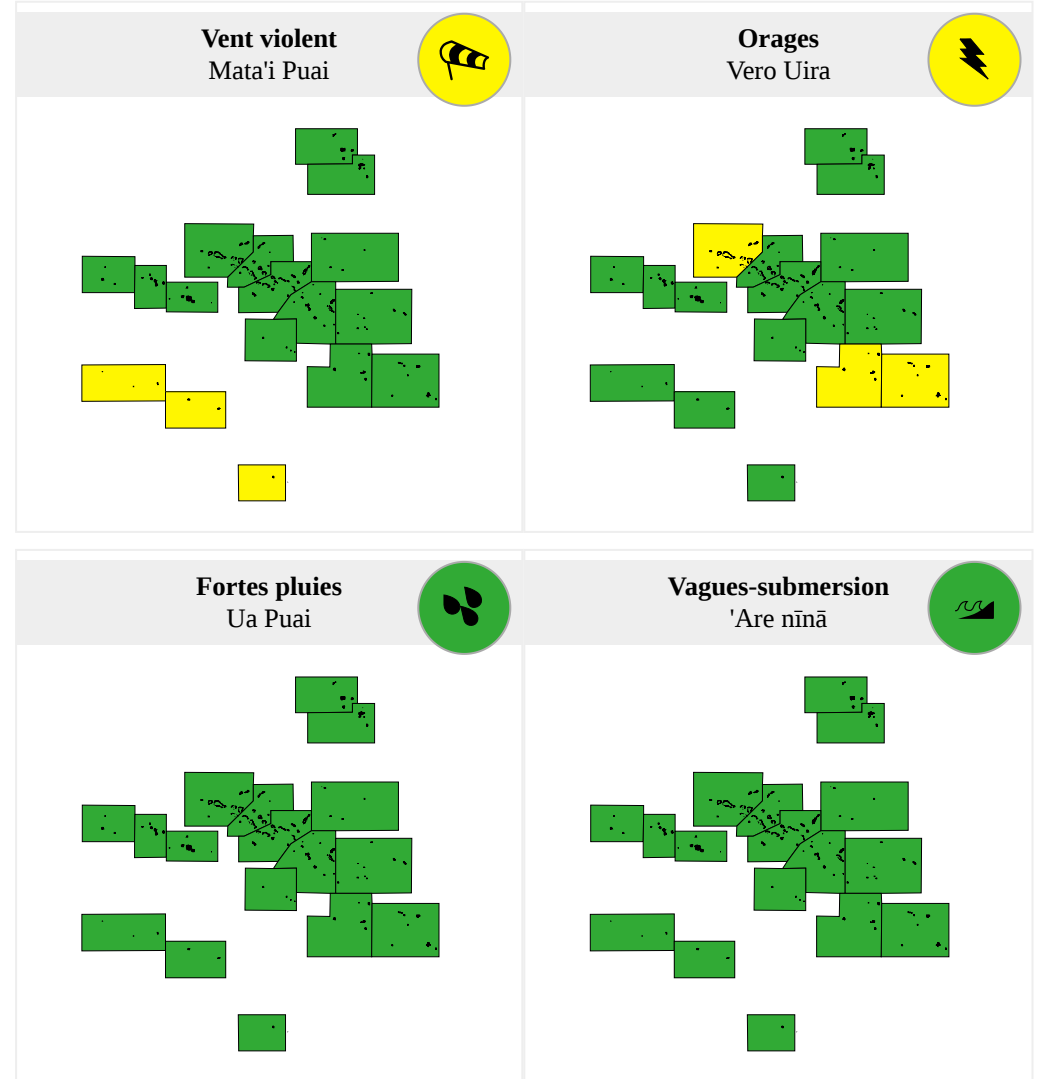 Vent violent
Mata'i Puai
Orages
Vero Uira
Fortes pluies
Ua Puai
Vagues-submersion
'Are nīnā